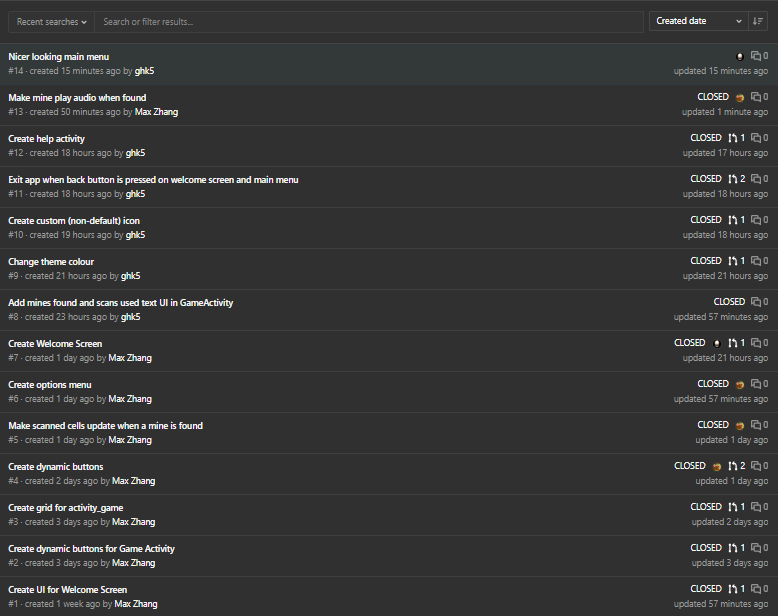 Recent searches Search or filter results... Created date
Nicer looking main menu 0
#14 · created 15 minutes ago by ghk5 updated 15 minutes ago
Make mine play audio when found CLOSED 0
#13 · created 50 minutes ago by Max Zhang updated 1 minute ago
Create help activity CLOSED 1 0
#12 · created 18 hours ago by ghk5 updated 17 hours ago
Exit app when back button is pressed on welcome screen and main menu CLOSED 2 0
#11 · created 18 hours ago by ghk5 updated 18 hours ago
Create custom (non-default) icon CLOSED 1 0
#10 · created 19 hours ago by ghk5 updated 18 hours ago
Change theme colour CLOSED 1 0
#9 · created 21 hours ago by ghk5 updated 21 hours ago
Add mines found and scans used text UI in GameActivity CLOSED 0
#8 · created 23 hours ago by ghk5 updated 57 minutes ago
Create Welcome Screen CLOSED 1 0
#7 · created 1 day ago by Max Zhang updated 21 hours ago
Create options menu CLOSED 0
#6 · created 1 day ago by Max Zhang updated 57 minutes ago
Make scanned cells update when a mine is found CLOSED 0
#5 · created 1 day ago by Max Zhang updated 1 day ago
Create dynamic buttons CLOSED 2 0
#4 · created 2 days ago by Max Zhang updated 1 day ago
Create grid for activity_game CLOSED 1 0
#3 · created 3 days ago by Max Zhang updated 2 days ago
Create dynamic buttons for Game Activity CLOSED 1 0
#2 · created 3 days ago by Max Zhang updated 3 days ago
Create UI for Welcome Screen CLOSED 1 0
#1 · created 1 week ago by Max Zhang updated 57 minutes ago